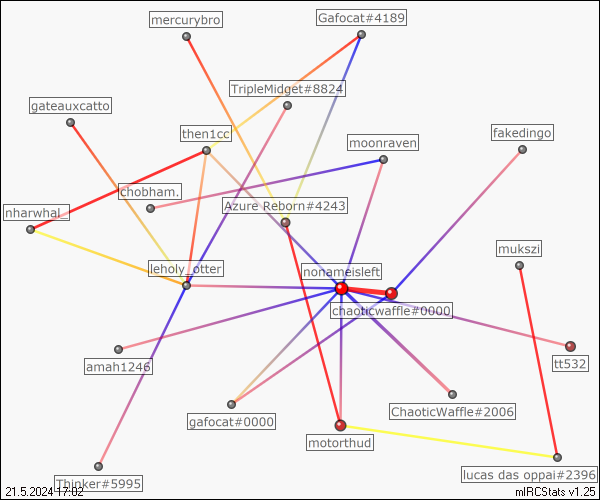 mercurybro
Gafocat#4189
TripleMidget#8824
gateauxcatto
then1cc
fakedingo
moonraven
chobham.
nharwhal_
Azure Reborn#4243
mukszi
leholy_otter
nonameisleft
chaoticwaffle#0000
amah1246
tt532
gafocat#0000
ChaoticWaffle#2006
motorthud
lucas das oppai#2396
Thinker#5995
21.5.2024 17:02
mIRCStats v1.25